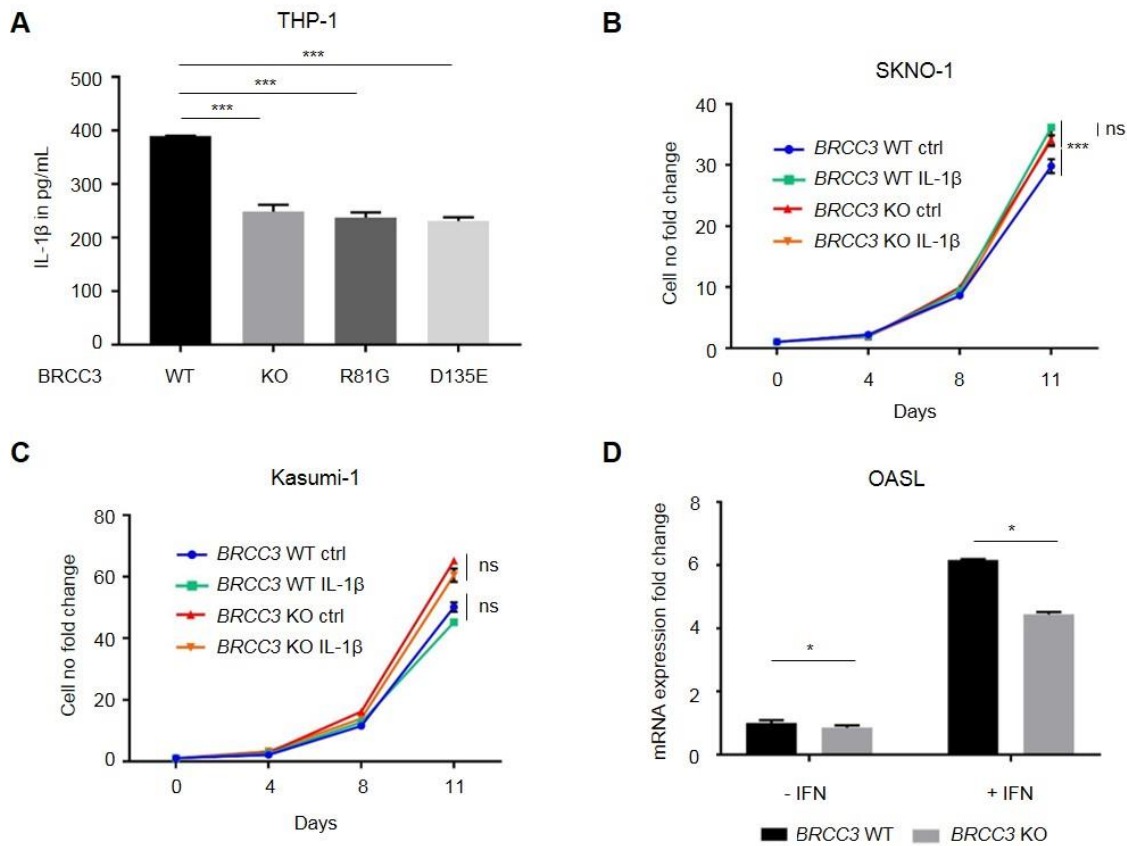 A
THP-1
***
***
***
500
400
300
200
100
0
IL-1β in pg/mL
BRCC3 WT KO R81G D135E
B
SKNO-1
40
30
20
10
0
Cell no fold change
BRCC3 WT ctrl
BRCC3 WT IL-1β
BRCC3 KO ctrl
BRCC3 KO IL-1β
ns
***
0 4 8 11
Days
C
Kasumi-1
80
60
40
20
0
Cell no fold change
BRCC3 WT ctrl
BRCC3 WT IL-1β
BRCC3 KO ctrl
BRCC3 KO IL-1β
ns
ns
0 4 8 11
Days
D
OASL
8
6
4
2
0
mRNA expression fold change
*
*
- IFN + IFN
BRCC3 WT BRCC3 KO